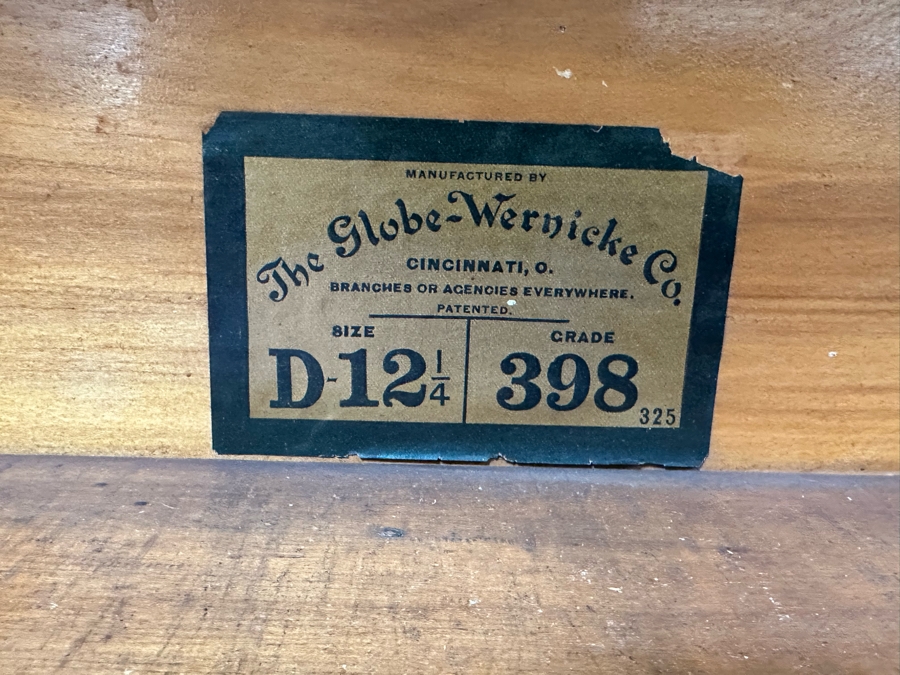 MANUFACTURED BY
The Globe-Wernicke Co.
CINCINNATI, O.
BRANCHES OR AGENCIES EVERYWHERE.
PATENTED.
SIZE GRADE
D-12 1/4 398
325